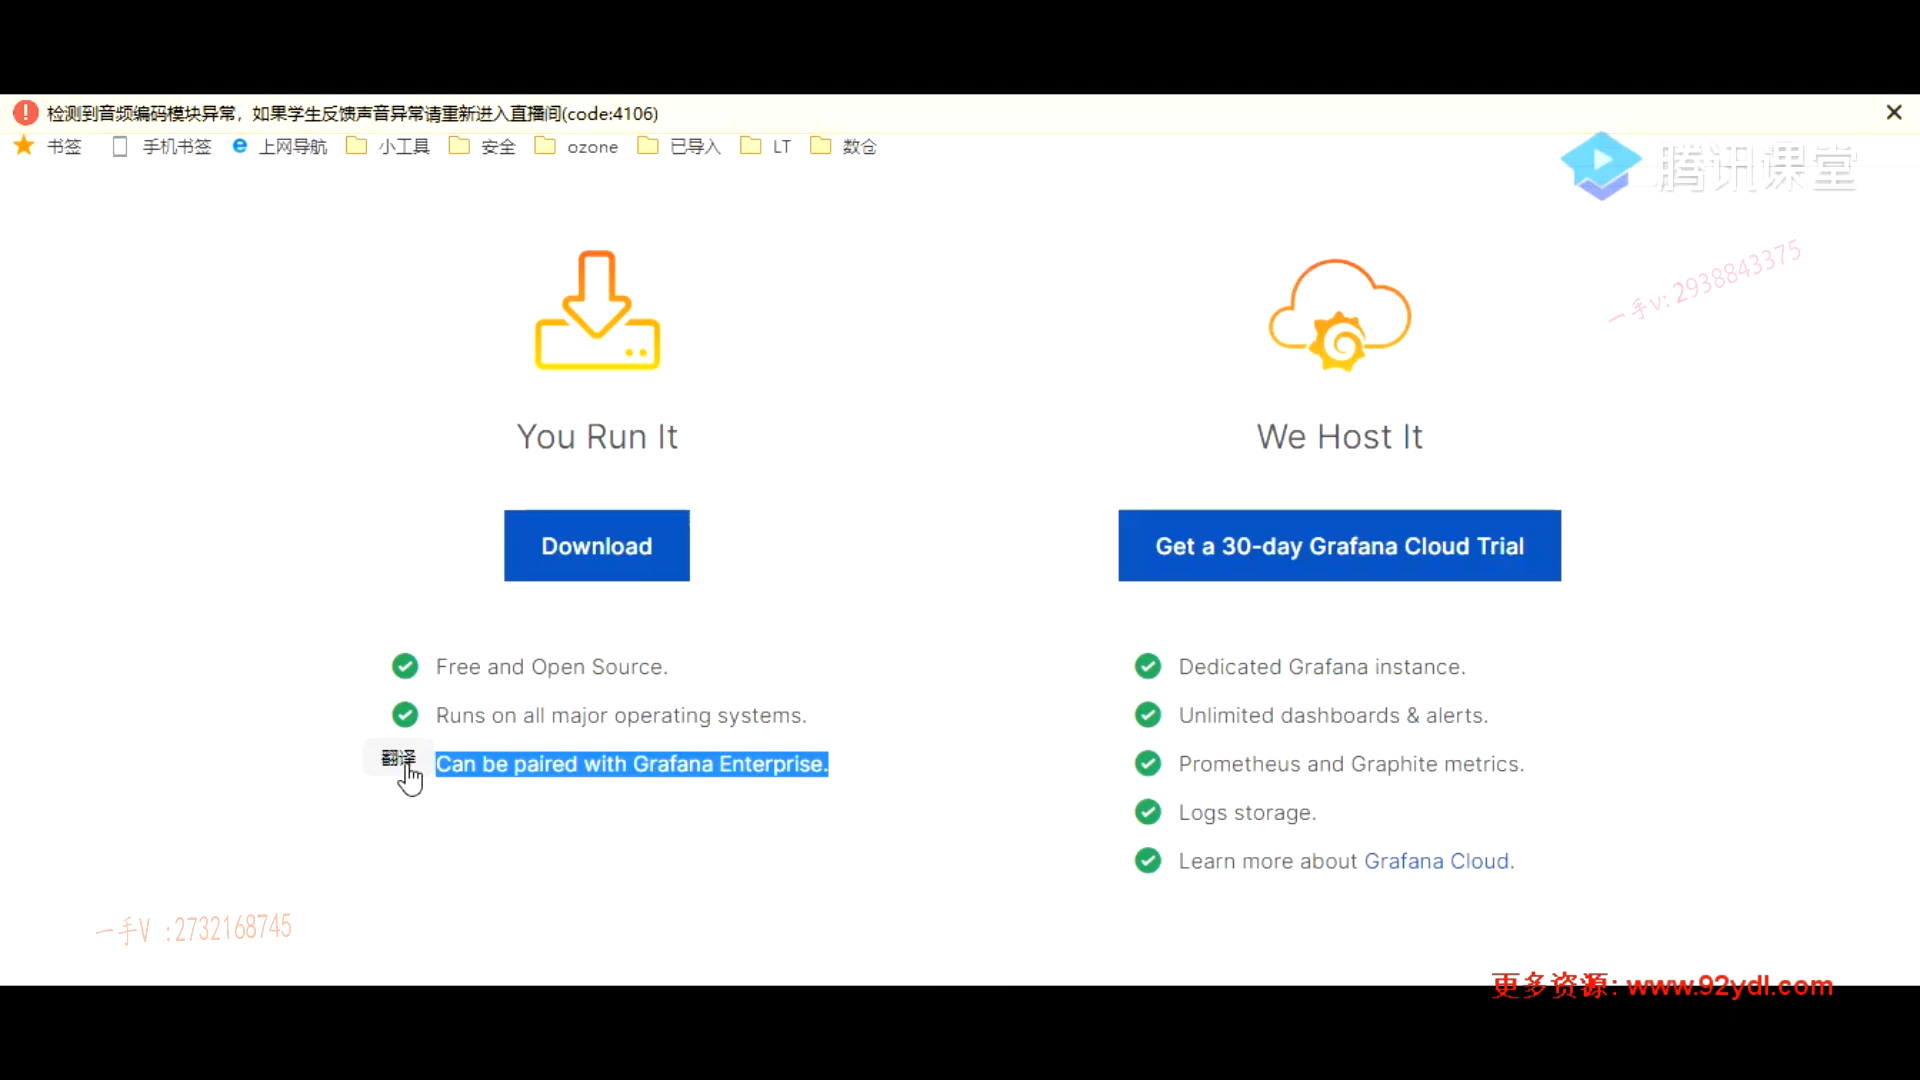 检测到音频编码模块异常，如果学生反馈声音异常请重新进入直播间(code:4106)
书签 手机书签 上网导航 小工具 安全 ozone 已导入 LT 数仓
腾讯课堂
一手v: 2938843375
You Run It
Download
Free and Open Source.
Runs on all major operating systems.
翻译
Can be paired with Grafana Enterprise.
We Host It
Get a 30-day Grafana Cloud Trial
Dedicated Grafana instance.
Unlimited dashboards & alerts.
Prometheus and Graphite metrics.
Logs storage.
Learn more about Grafana Cloud.
一手V :2732168745
更多资源: www.92ydl.com